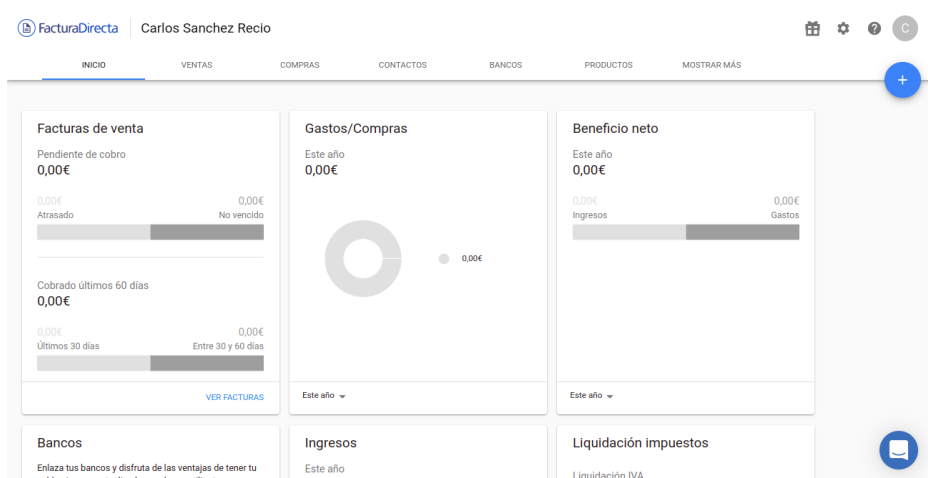 FacturaDirecta
Carlos Sanchez Recio
C
INICIO
VENTAS
COMPRAS
CONTACTOS
BANCOS
PRODUCTOS
MOSTRAR MÁS
+
Facturas de venta
Pendiente de cobro
0,00€
0,00€ 0,00€
Atrasado No vencido
Cobrado últimos 60 días
0,00€
0,00€ 0,00€
Últimos 30 días Entre 30 y 60 días
VER FACTURAS
Gastos/Compras
Este año
0,00€
0,00€
Este año
Beneficio neto
Este año
0,00€
0,00€ 0,00€
Ingresos Gastos
Este año
Bancos
Enlaza tus bancos y disfruta de las ventajas de tener tu
Ingresos
Este año
Liquidación impuestos
Liquidación IVA